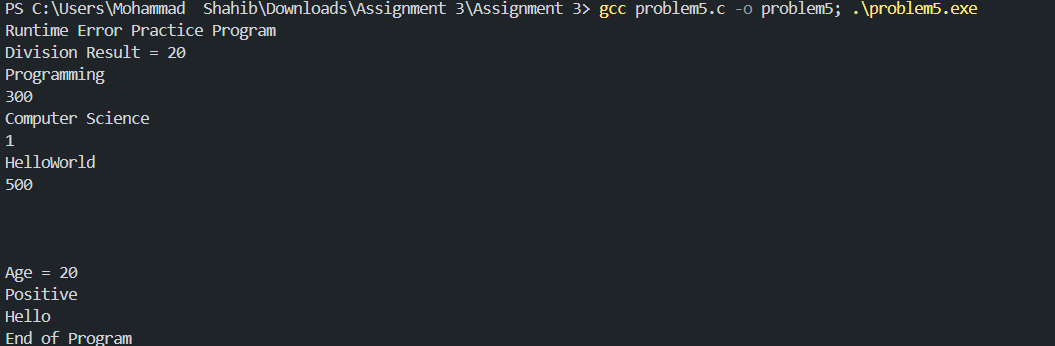 PS C:\Users\Mohammad  Shahib\Downloads\Assignment 3\Assignment 3> gcc problem5.c -o problem5; .\problem5.exe
Runtime Error Practice Program
Division Result = 20
Programming
300
Computer Science
1
HelloWorld
500
Age = 20
Positive
Hello
End of Program